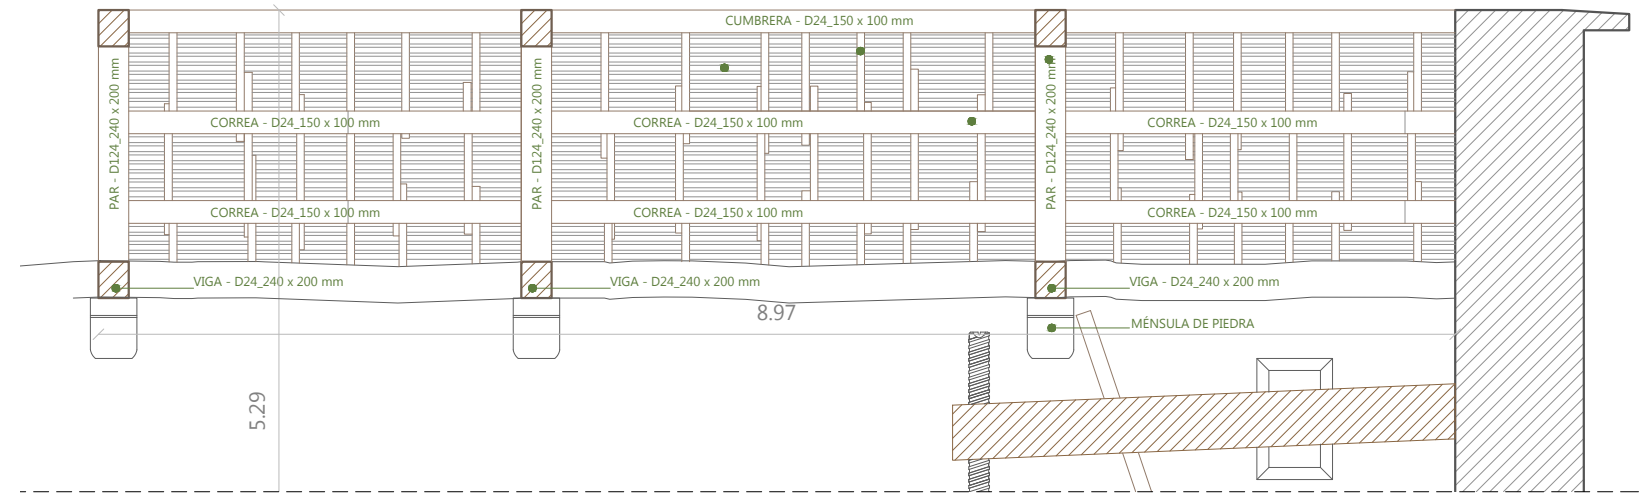 CUMBRERA - D24_150 x 100 mm
PAR - D124_240 x 200 mm
PAR - D124_240 x 200 mm
PAR - D124_240 x 200 mm
CORREA - D24_150 x 100 mm
CORREA - D24_150 x 100 mm
CORREA - D24_150 x 100 mm
CORREA - D24_150 x 100 mm
CORREA - D24_150 x 100 mm
CORREA - D24_150 x 100 mm
VIGA - D24_240 x 200 mm
VIGA - D24_240 x 200 mm
VIGA - D24_240 x 200 mm
8.97
MÉNSULA DE PIEDRA
5.29